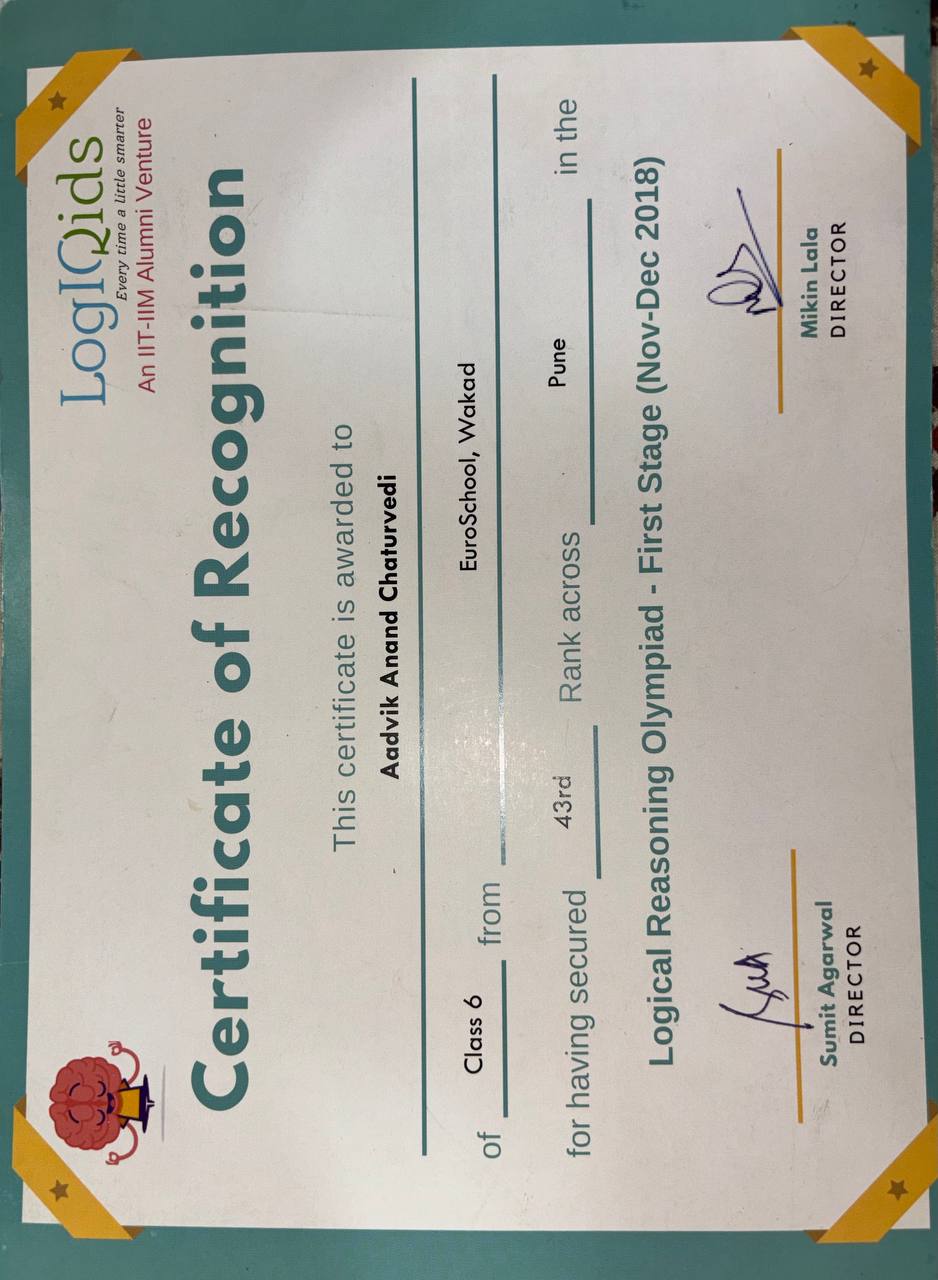 LogIQids
Every time a little smarter
An IIT-IIM Alumni Venture
Certificate of Recognition
This certificate is awarded to
Aadvik Anand Chaturvedi
of Class 6 from EuroSchool, Wakad
for having secured 43rd Rank across Pune in the
Logical Reasoning Olympiad - First Stage (Nov-Dec 2018)
Sumit Agarwal
DIRECTOR
Mikin Lala
DIRECTOR